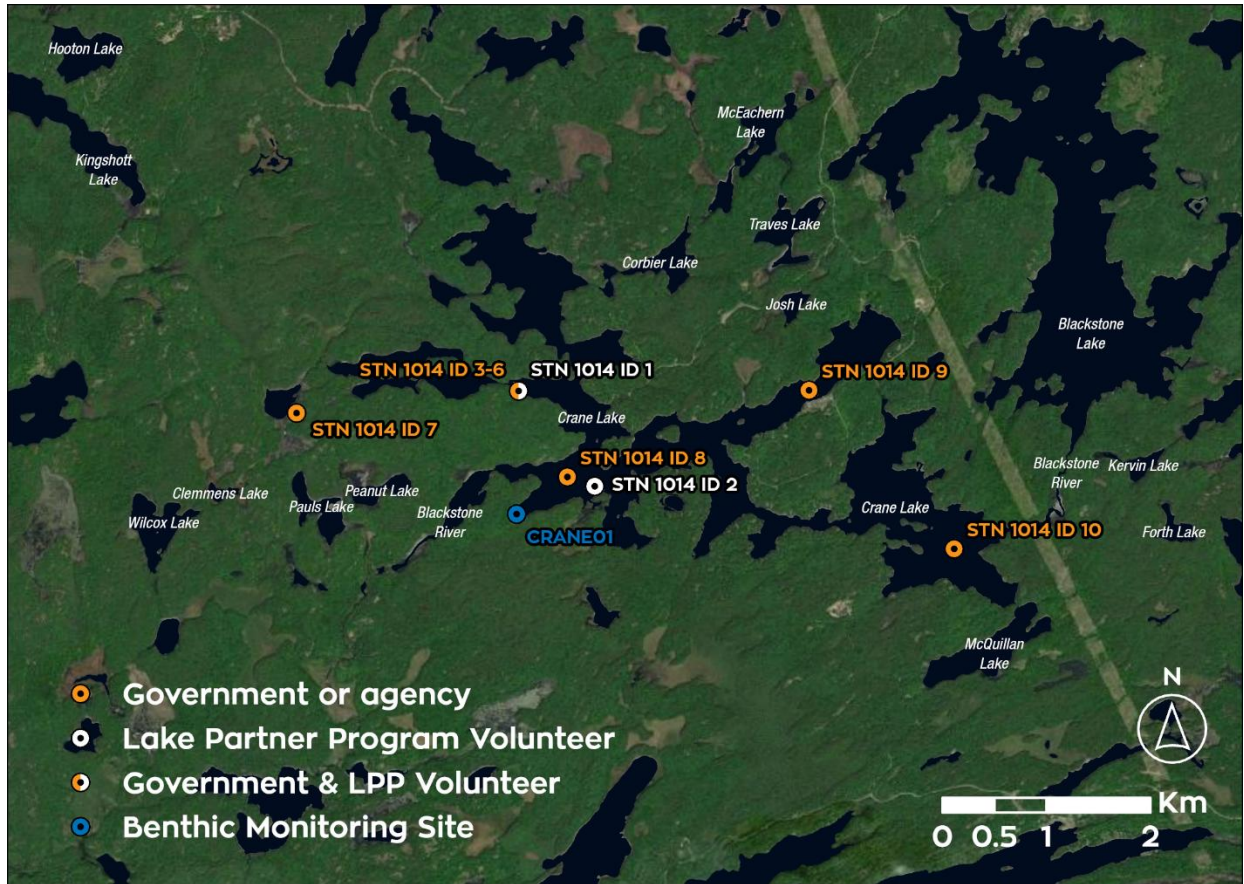 Hooton Lake
McEachern
Lake
Kingshott
Lake
Traves Lake
Corbier Lake
Josh Lake
Blackstone
Lake
STN 1014 ID 3-6
STN 1014 ID 1
STN 1014 ID 9
Crane Lake
STN 1014 ID 7
STN 1014 ID 8
Blackstone
River
Kervin Lake
STN 1014 ID 2
Clemmens Lake
Peanut Lake
Pauls Lake
Wilcox Lake
Blackstone
River
Crane Lake
CRANE01
STN 1014 ID 10
Forth Lake
McQuillan
Lake
N
Government or agency
Lake Partner Program Volunteer
Government & LPP Volunteer
Benthic Monitoring Site
Km
0 0.5 1 2